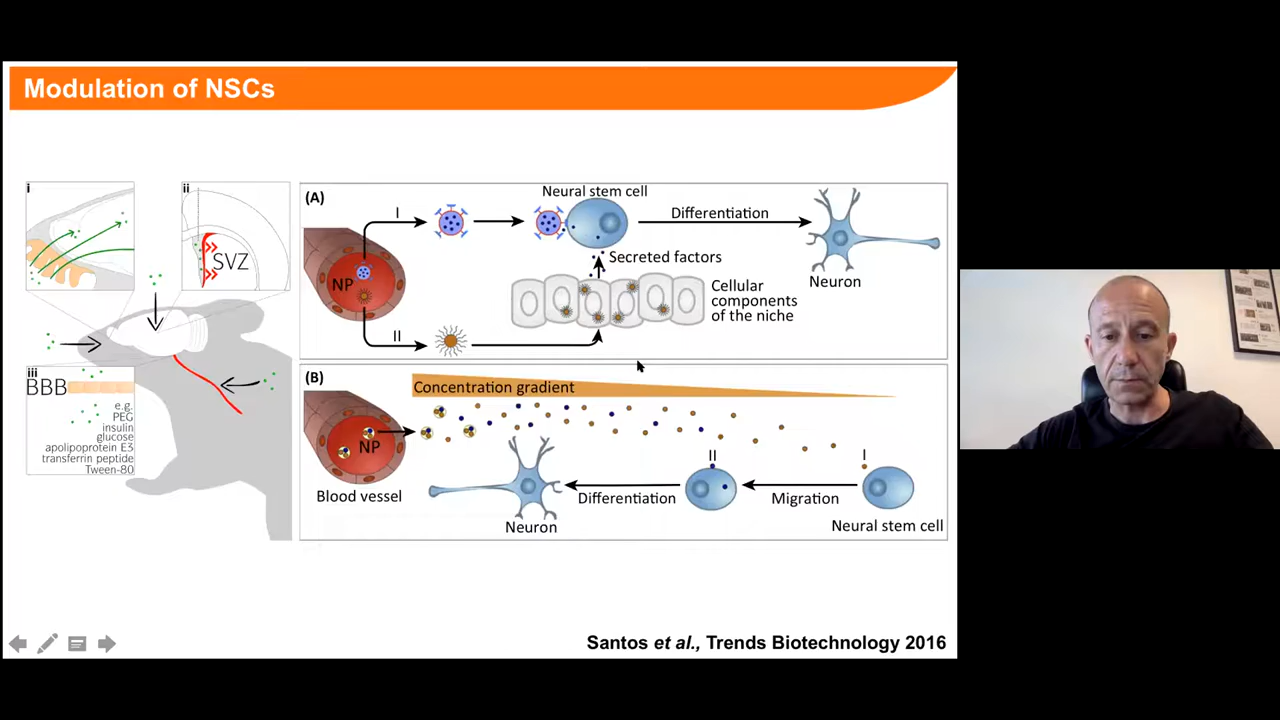 Modulation of NSCs
i
ii
SVZ
iii
BBB
e.g.
PEG
insulin
glucose
apolipoprotein E3
transferrin peptide
Tween-80
(A)
I
NP
II
Neural stem cell
Differentiation
Neuron
Secreted factors
Cellular
components
of the niche
(B)
Concentration gradient
NP
Blood vessel
Neuron
Differentiation
II
Migration
I
Neural stem cell
Santos et al., Trends Biotechnology 2016